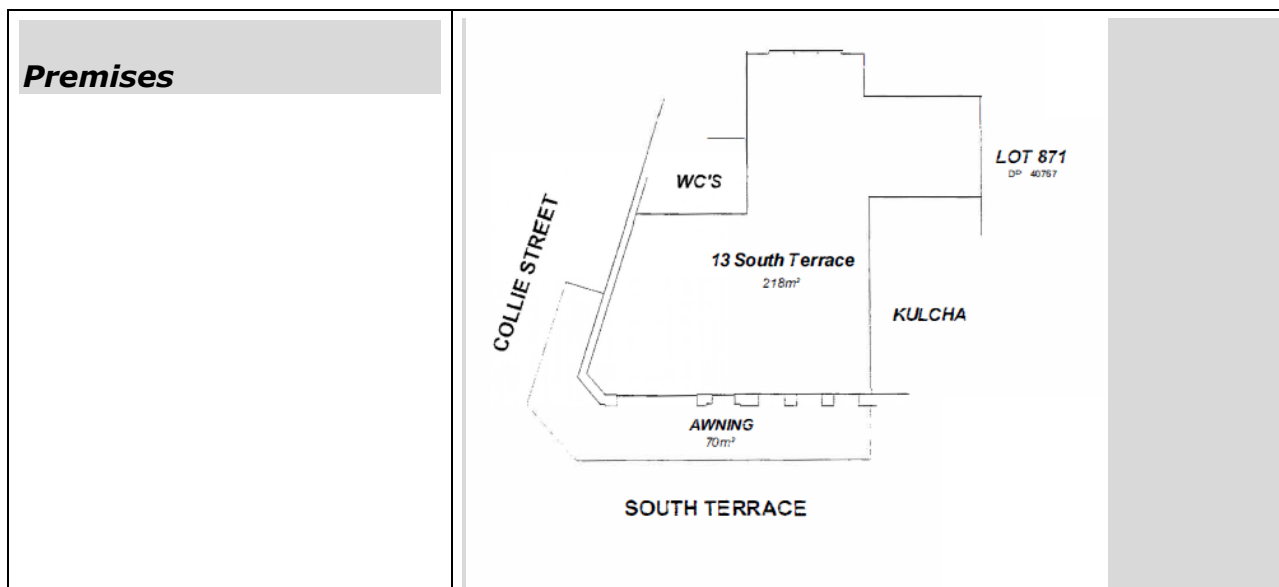 Premises
LOT 871
DP 40767
WC'S
COLLIE STREET
13 South Terrace
218m²
KULCHA
AWNING
70m²
SOUTH TERRACE